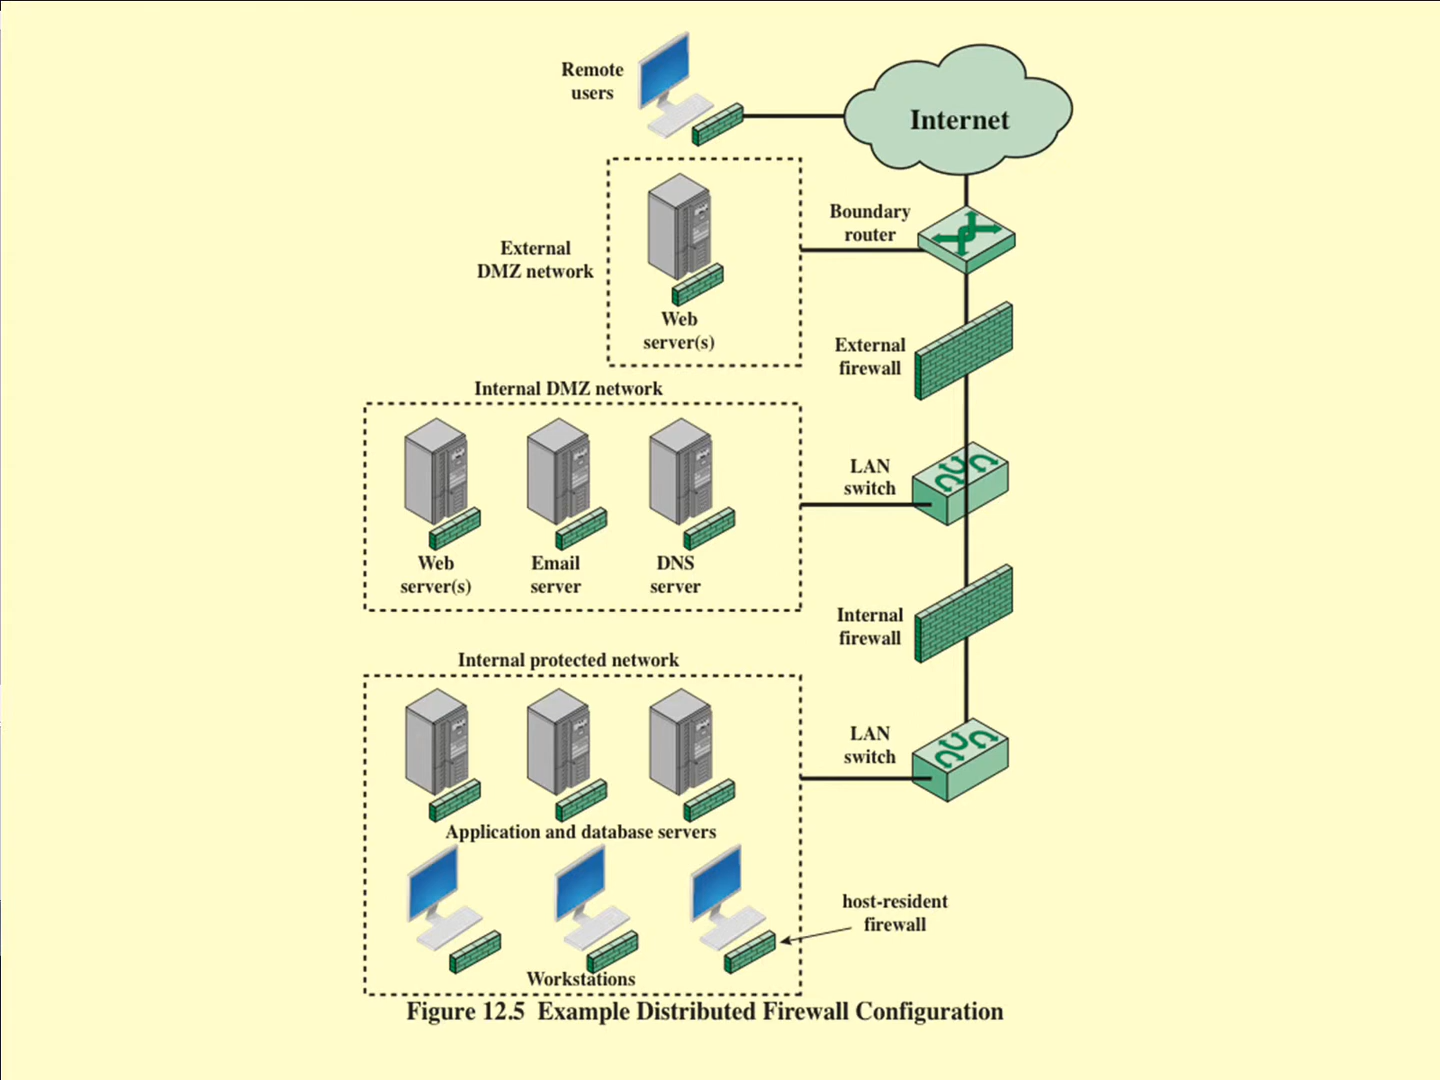 Remote
users
Internet
Boundary
router
External
DMZ network
Web
server(s)
External
firewall
Internal DMZ network
LAN
switch
Web
server(s)
Email
server
DNS
server
Internal
firewall
Internal protected network
LAN
switch
Application and database servers
host-resident
firewall
Workstations
Figure 12.5 Example Distributed Firewall Configuration